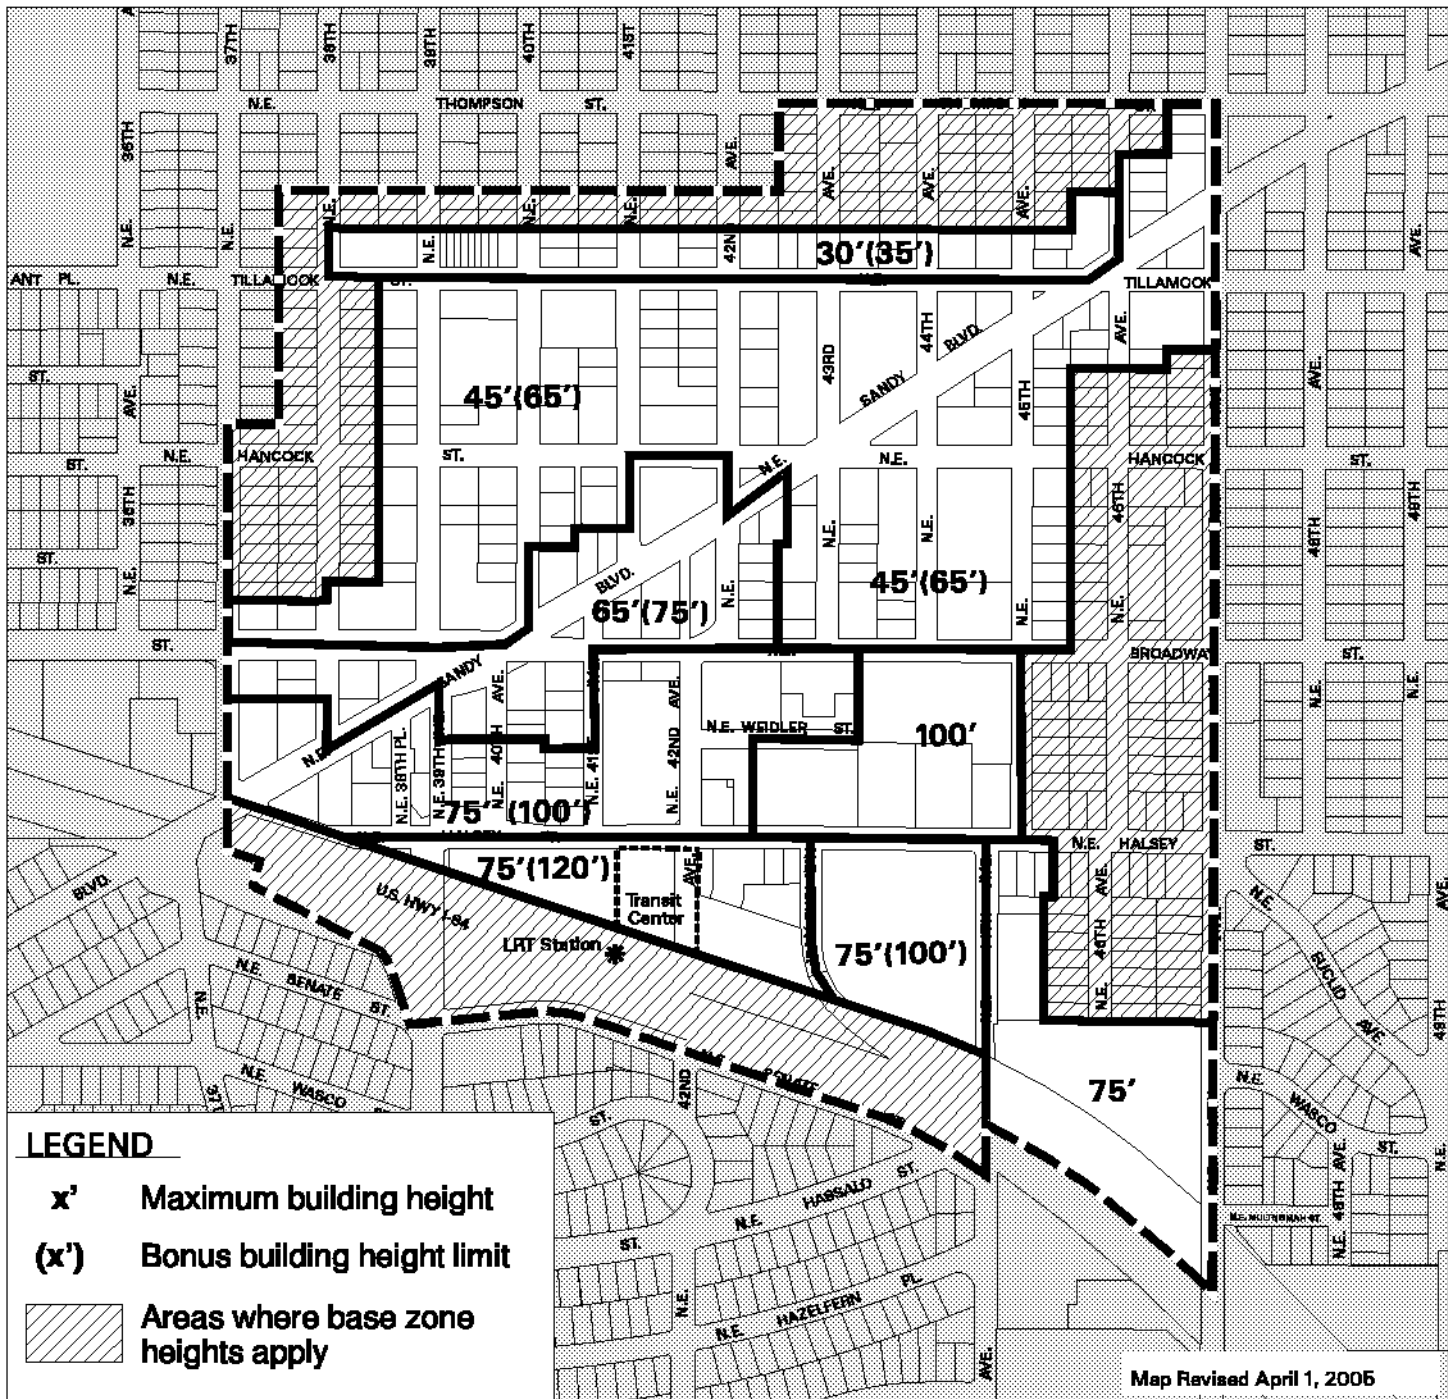 37TH
38TH
39TH
40TH
41ST
N.E.
THOMPSON
ST.
36TH
N.E.
N.E.
AVE.
AVE.
AVE.
AVE.
N.E.
N.E.
N.E.
N.E.
42ND
30'(35')
ANT PL.
N.E.
TILLAMOOK
ST.
TILLAMOOK
AVE.
ST.
AVE.
45'(65')
43RD
44TH
SANDY
BLVD.
45TH
AVE.
AVE.
ST.
N.E.
HANCOCK
ST.
N.E.
N.E.
HANCOCK
ST.
36TH
46TH
48TH
49TH
ST.
N.E.
BLVD.
65'(75')
N.E.
N.E.
N.E.
45'(65')
N.E.
N.E.
ST.
BROADWAY
ST.
SANDY
AVE.
AVE.
N.E. WEIDLER
ST.
100'
N.E.
N.E.
N.E.
N.E. 38TH PL.
N.E. 39TH
N.E. 40TH
N.E. 41ST
N.E. 42ND
75' (100')
N.E. HALSEY
ST.
75'(120')
AVE.
Transit
Center
BLVD.
U.S. HWY I-84
LRT Station
75'(100')
N.E. 46TH
AVE.
N.E.
EUCLID
AVE.
AVE.
49TH
N.E.
SENATE
ST.
N.E.
N.E.
WASCO
42ND
75'
N.E.
WASCO
ST.
ST.
N.E.
HASSALO
ST.
N.E. 48TH AVE.
N.E.
ST.
N.E.
N.E.
HAZELFERN
PL.
AVE.
LEGEND
x' Maximum building height
(x') Bonus building height limit
Areas where base zone
heights apply
Map Revised April 1, 2005